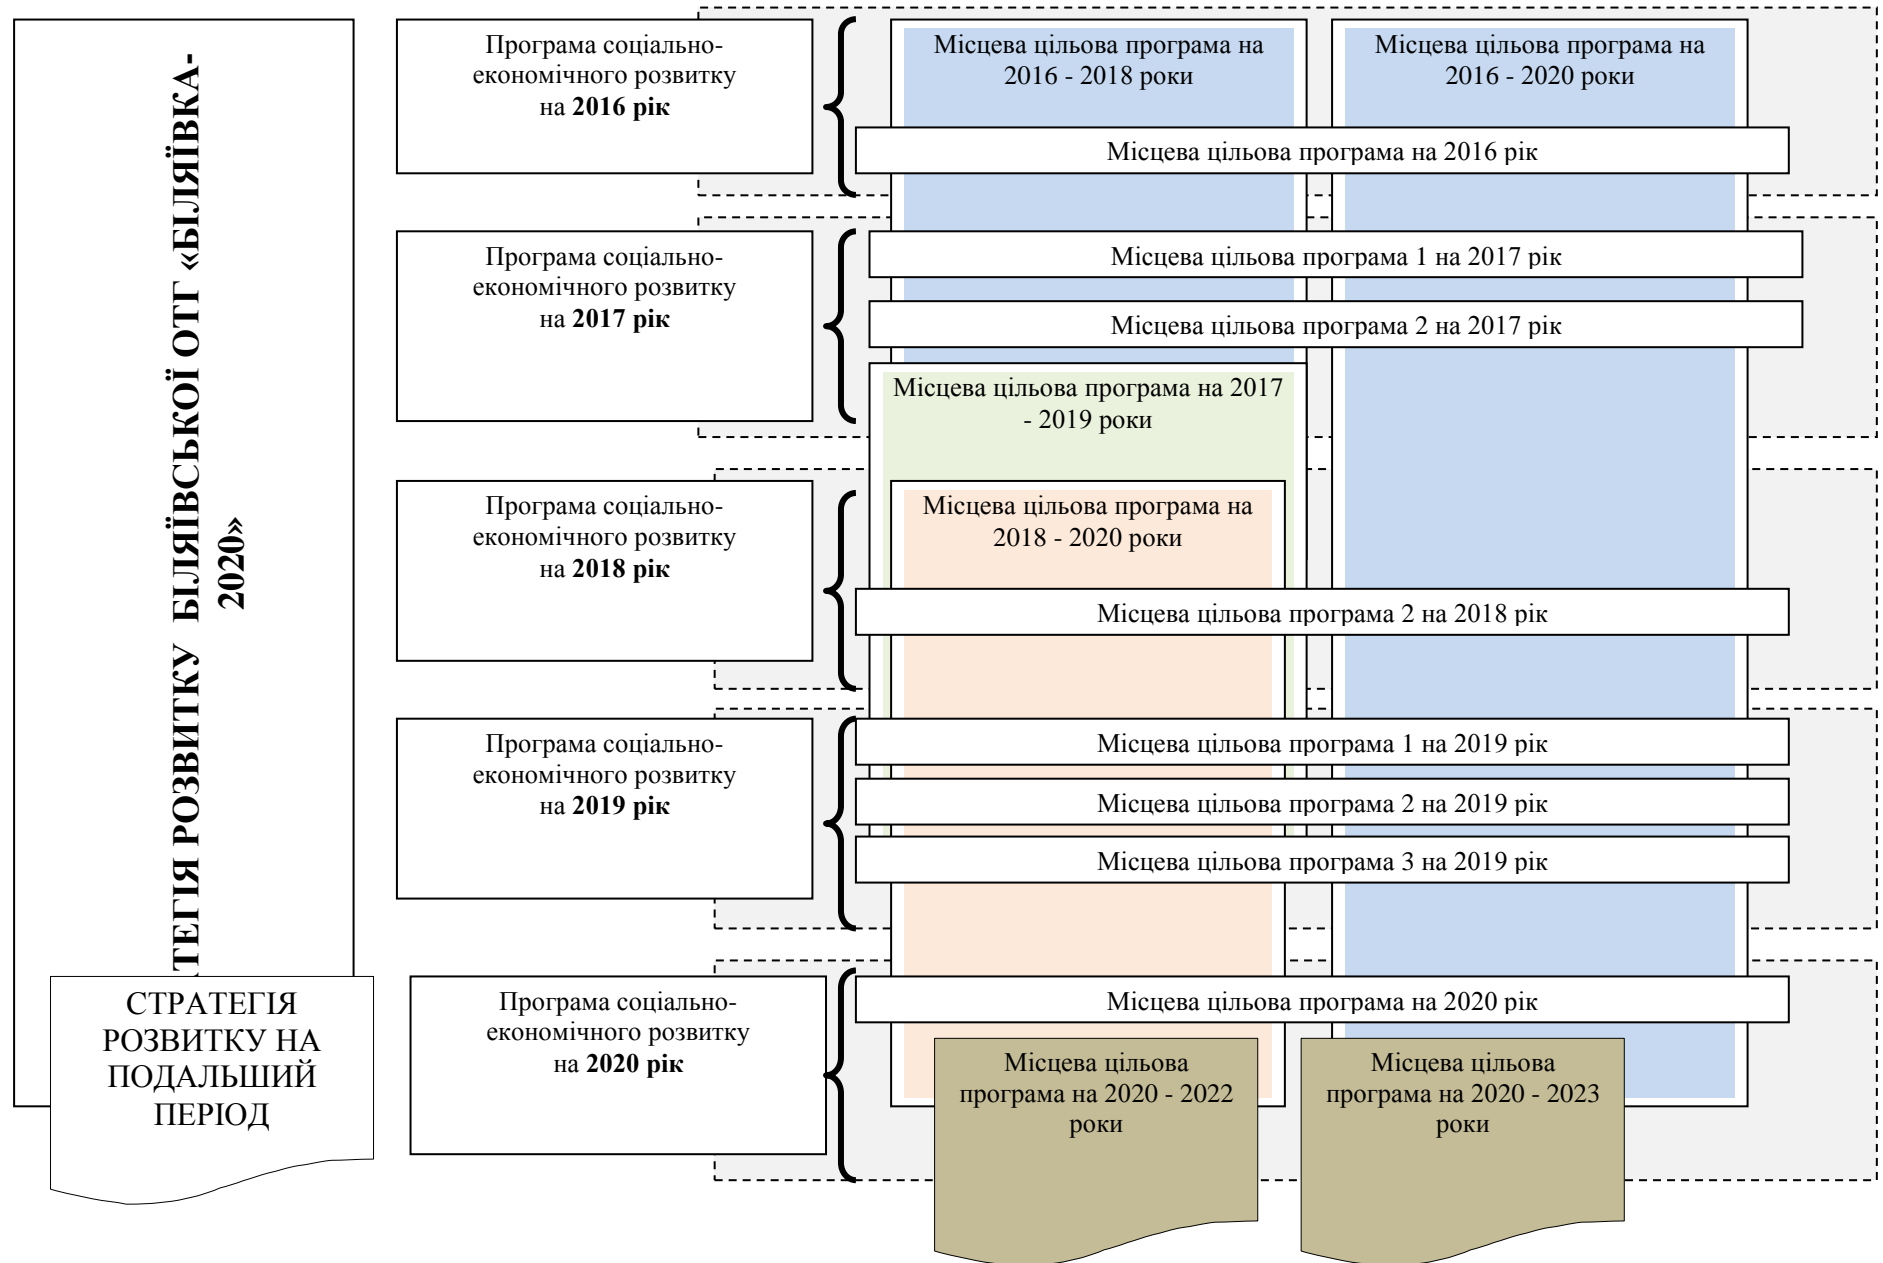 ТЕГІЯ РОЗВИТКУ БІЛЯЇВСЬКОЇ ОТГ «БІЛЯЇВКА-
2020»
СТРАТЕГІЯ
РОЗВИТКУ НА
ПОДАЛЬШИЙ
ПЕРІОД
Програма соціально-
економічного розвитку
на 2016 рік
Місцева цільова програма на
2016 - 2018 роки
Місцева цільова програма на
2016 - 2020 роки
Місцева цільова програма на 2016 рік
Програма соціально-
економічного розвитку
на 2017 рік
Місцева цільова програма 1 на 2017 рік
Місцева цільова програма 2 на 2017 рік
Місцева цільова програма на 2017
- 2019 роки
Програма соціально-
економічного розвитку
на 2018 рік
Місцева цільова програма на
2018 - 2020 роки
Місцева цільова програма 2 на 2018 рік
Програма соціально-
економічного розвитку
на 2019 рік
Місцева цільова програма 1 на 2019 рік
Місцева цільова програма 2 на 2019 рік
Місцева цільова програма 3 на 2019 рік
Програма соціально-
економічного розвитку
на 2020 рік
Місцева цільова програма на 2020 рік
Місцева цільова
програма на 2020 - 2022
роки
Місцева цільова
програма на 2020 - 2023
роки